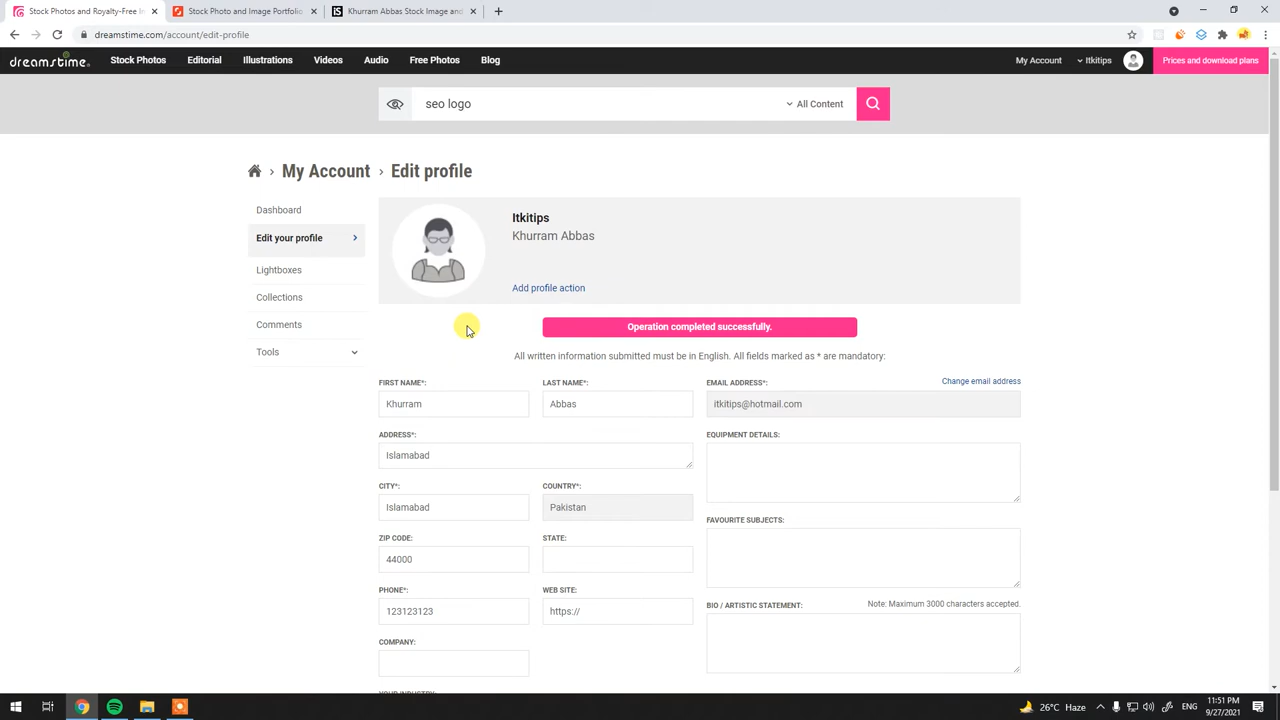 Stock Photos and Royalty-Free In
Stock Photo and Image Portfolio
iS
Khurram Abbas Stock Image and
dreamstime.com/account/edit-profile
dreamstime.
Stock Photos
Editorial
Illustrations
Videos
Audio
Free Photos
Blog
My Account
Itkitips
Prices and download plans
seo logo
All Content
My Account › Edit profile
Dashboard
Edit your profile
Lightboxes
Collections
Comments
Tools
Itkitips
Khurram Abbas
Add profile action
Operation completed successfully.
All written information submitted must be in English. All fields marked as * are mandatory:
FIRST NAME*:
Khurram
LAST NAME*:
Abbas
ADDRESS*:
Islamabad
CITY*:
Islamabad
COUNTRY*:
Pakistan
ZIP CODE:
44000
STATE:
PHONE*:
123123123
WEB SITE:
https://
COMPANY:
YOUR INDUSTRY:
EMAIL ADDRESS*:
Change email address
itkitips@hotmail.com
EQUIPMENT DETAILS:
FAVOURITE SUBJECTS:
BIO / ARTISTIC STATEMENT:
Note: Maximum 3000 characters accepted.
26°C Haze
ENG
11:51 PM
9/27/2021